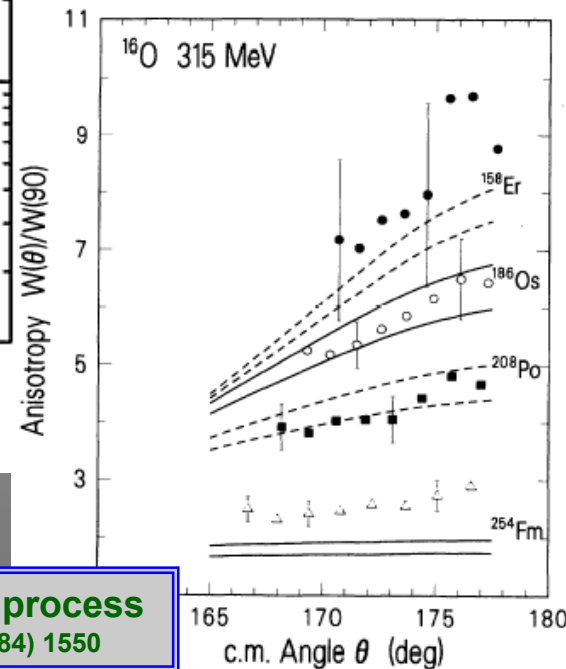 11
¹⁶O 315 MeV
9
7
5
3
Anisotropy W(θ)/W(90)
¹⁵⁸Er
¹⁸⁶Os
²⁰⁸Po
²⁵⁴Fm
process
84) 1550
165 170 175 180
c.m. Angle θ (deg)